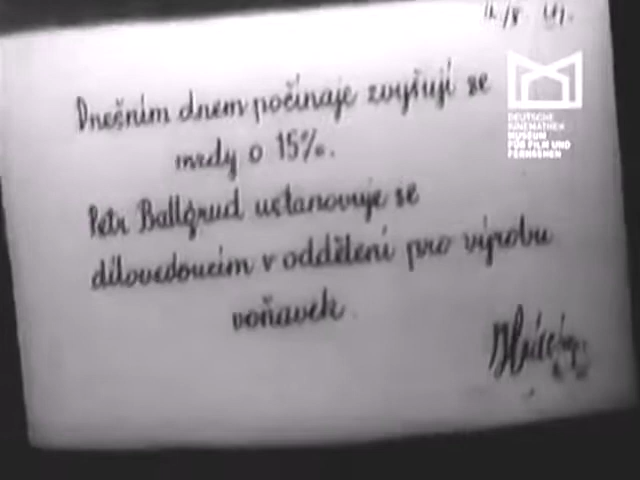 Dnešním dnem počínaje zvyšují se
mzdy o 15%.
Petr Ballgrud ustanovuje se
dílovedoucím v oddělení pro výrobu
voňavek.
DEUTSCHE
KINEMATHEK
MUSEUM
FÜR FILM UND
FERNSEHEN